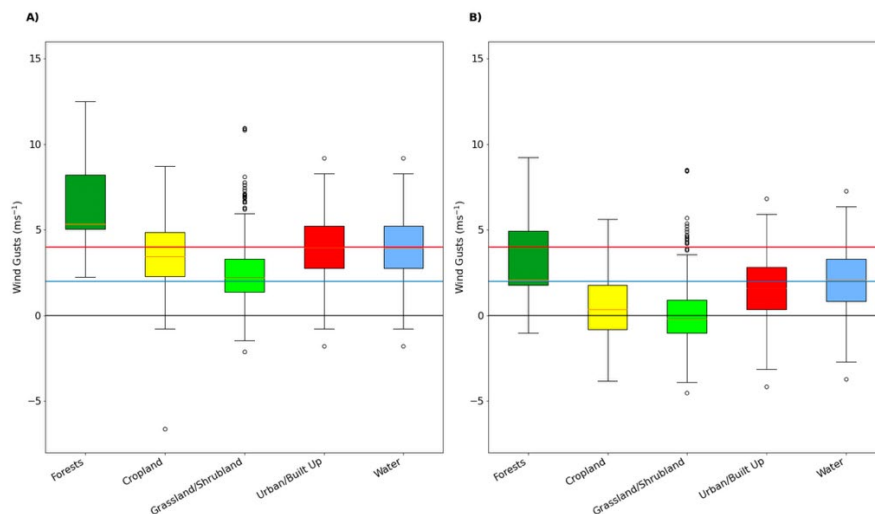 A)
Wind Gusts (ms⁻¹)
15
10
5
0
−5
Forests
Cropland
Grassland/Shrubland
Urban/Built Up
Water
B)
Wind Gusts (ms⁻¹)
15
10
5
0
−5
Forests
Cropland
Grassland/Shrubland
Urban/Built Up
Water